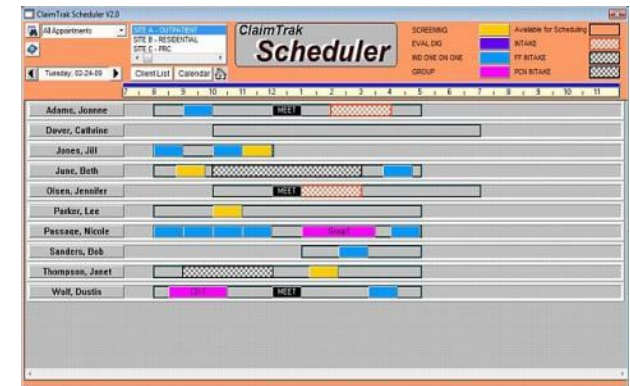 ClaimTrak Scheduler V2.0
All Appointments
SITE A - OUTPATIENT
SITE B - RESIDENTIAL
SITE C - PRC
ClaimTrak
Scheduler
SCREENING
EVAL DIG
IND ONE ON ONE
GROUP
Available for Scheduling
INTAKE
FF INTAKE
PCN INTAKE
Tuesday, 02-24-09
Client List
Calendar
7 8 9 10 11 12 1 2 3 4 5 6 7 8 9 10 11
Adams, Joanne MEET
Dover, Cathrine
Jones, Jill
June, Beth
Olsen, Jennifer MEET
Parker, Lee
Passage, Nicole
Sanders, Bob
Thompson, Janet
Wolf, Dustin MEET